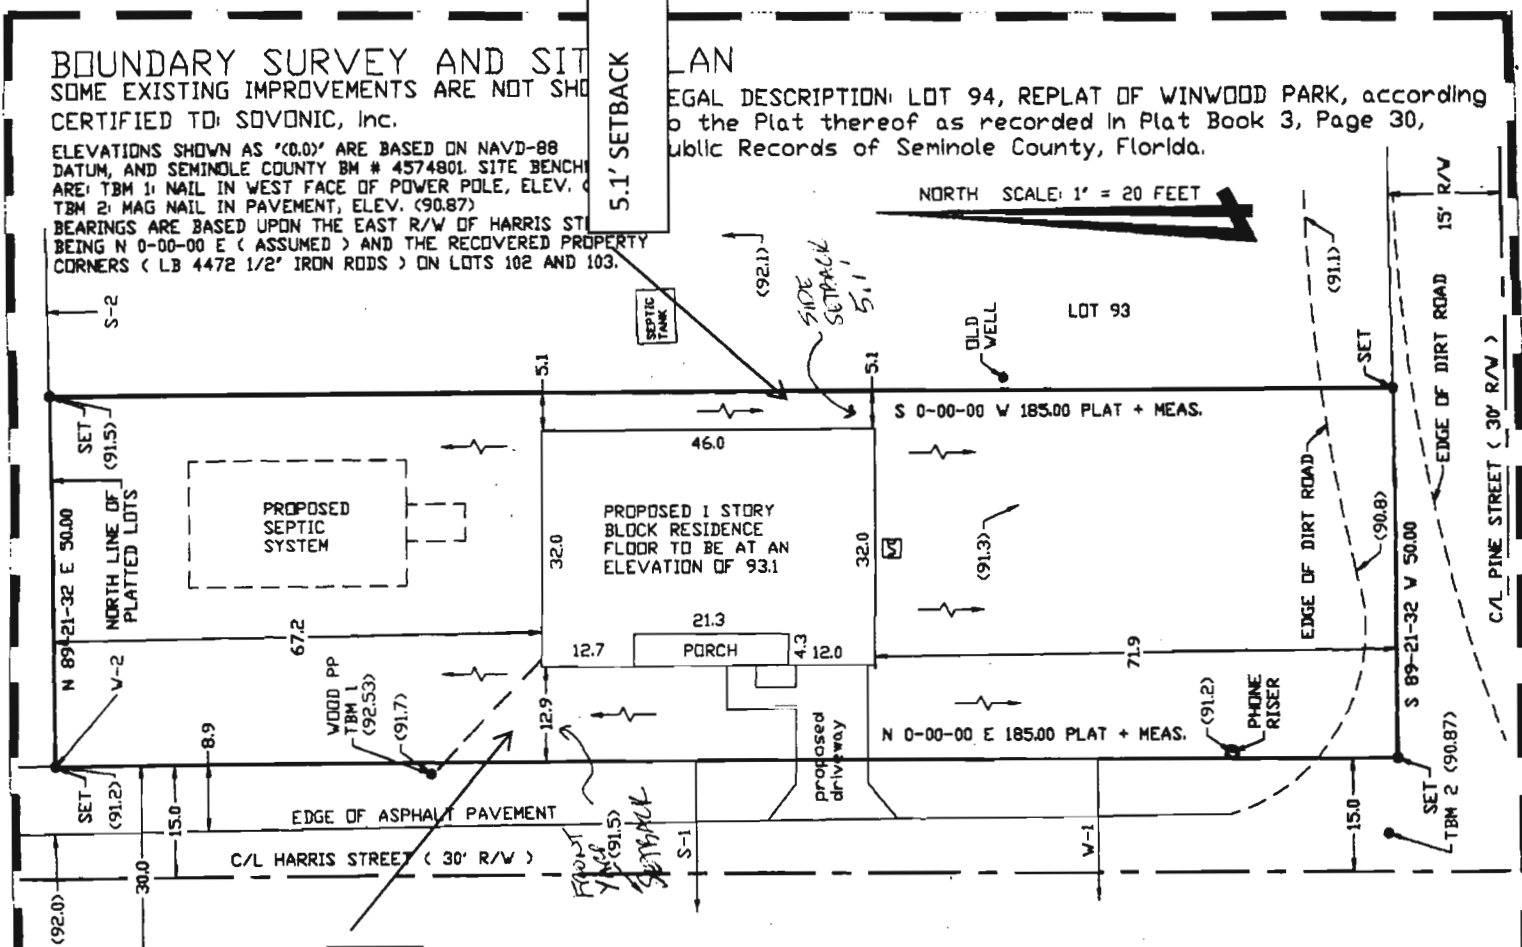 BOUNDARY SURVEY AND SIT LAN
SOME EXISTING IMPROVEMENTS ARE NOT SHO
CERTIFIED TO: SOVONIC, Inc.
ELEVATIONS SHOWN AS "(0.0)" ARE BASED ON NAVD-88
DATUM, AND SEMINOLE COUNTY BM # 4574801. SITE BENCH
ARE: TBM 1: NAIL IN WEST FACE OF POWER POLE, ELEV. (
TBM 2: MAG NAIL IN PAVEMENT, ELEV. (90.87)
BEARINGS ARE BASED UPON THE EAST R/W OF HARRIS ST
BEING N 0-00-00 E ( ASSUMED ) AND THE RECOVERED PROPERTY
CORNERS ( LB 4472 1/2" IRON RODS ) ON LOTS 102 AND 103.
5.1' SETBACK
EGAL DESCRIPTION: LOT 94, REPLAT OF WINWOOD PARK, according
o the Plat thereof as recorded in Plat Book 3, Page 30,
ublic Records of Seminole County, Florida.
NORTH SCALE: 1" = 20 FEET
15' R/W
(92.1)
(91.1)
S-2
SEPTIC
TANK
SIDE
SETBACK
5.1'
LOT 93
OLD
WELL
SET
EDGE OF DIRT ROAD
C/L PINE STREET ( 30' R/W )
5.1
5.1
S 0-00-00 W 185.00 PLAT + MEAS.
SET
(91.5)
46.0
NORTH LINE OF
PLATTED LOTS
N 89-21-32 E 50.00
PROPOSED
SEPTIC
SYSTEM
32.0
PROPOSED 1 STORY
BLOCK RESIDENCE
FLOOR TO BE AT AN
ELEVATION OF 93.1
32.0
(91.3)
EDGE OF DIRT ROAD
(90.8)
S 89-21-32 W 50.00
67.2
21.3
12.7
PORCH
4.3
12.0
71.9
W-2
WOOD PP
TBM 1
(92.53)
(91.7)
12.9
proposed
driveway
N 0-00-00 E 185.00 PLAT + MEAS.
(91.2)
PHONE
RISER
8.9
SET
(91.2)
15.0
30.0
EDGE OF ASPHALT PAVEMENT
FRONT
YARD
SETBACK
(91.5)
S-1
W-1
15.0
SET
TBM 2 (90.87)
C/L HARRIS STREET ( 30' R/W )
(92.0)